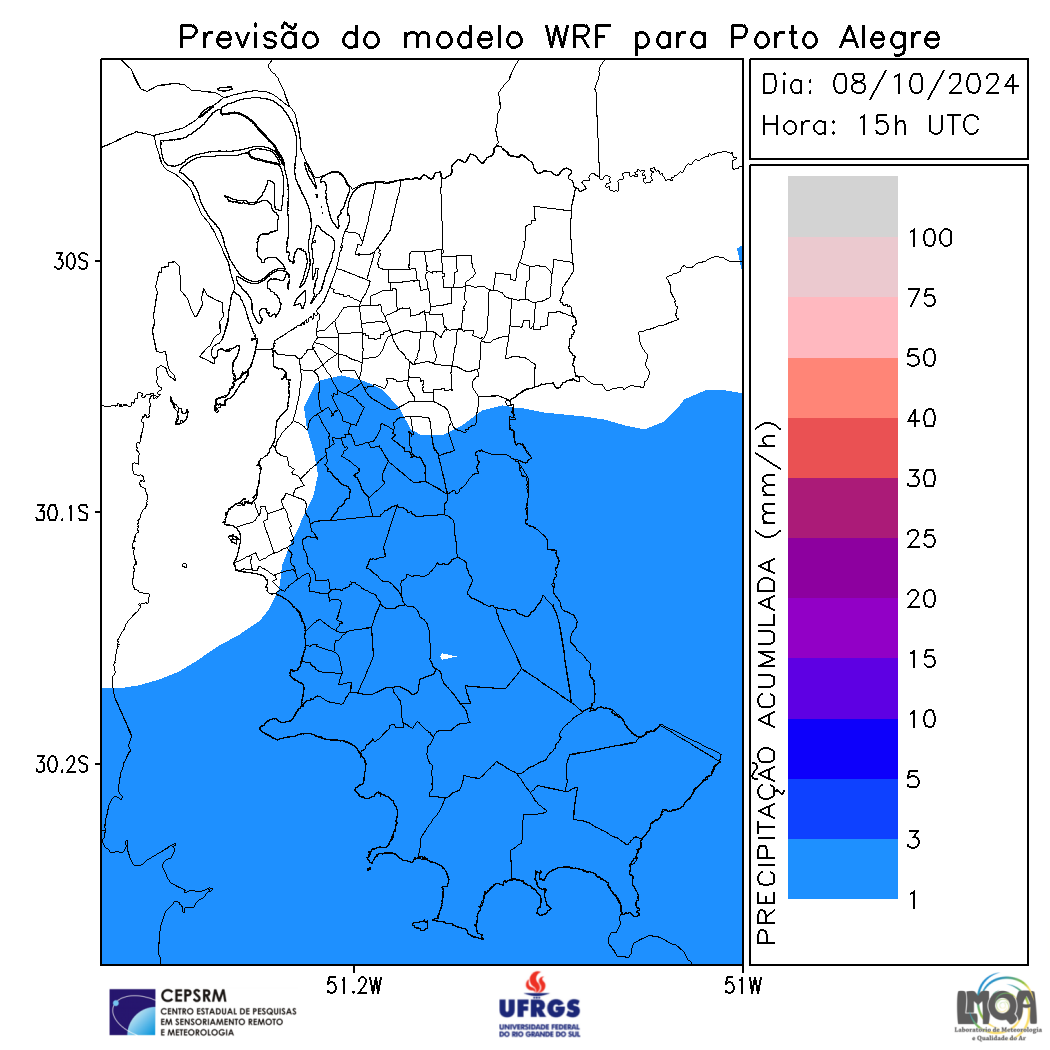 Previsão do modelo WRF para Porto Alegre
Dia: 08/10/2024
Hora: 15h UTC
30S
30.1S
30.2S
51.2W
51W
PRECIPITAÇÃO ACUMULADA (mm/h)
100
75
50
40
30
25
20
15
10
5
3
1
CEPSRM
CENTRO ESTADUAL DE PESQUISAS
EM SENSORIAMENTO REMOTO
E METEOROLOGIA
UFRGS
UNIVERSIDADE FEDERAL
DO RIO GRANDE DO SUL
LMQA
Laboratório de Meteorologia
e Qualidade do Ar